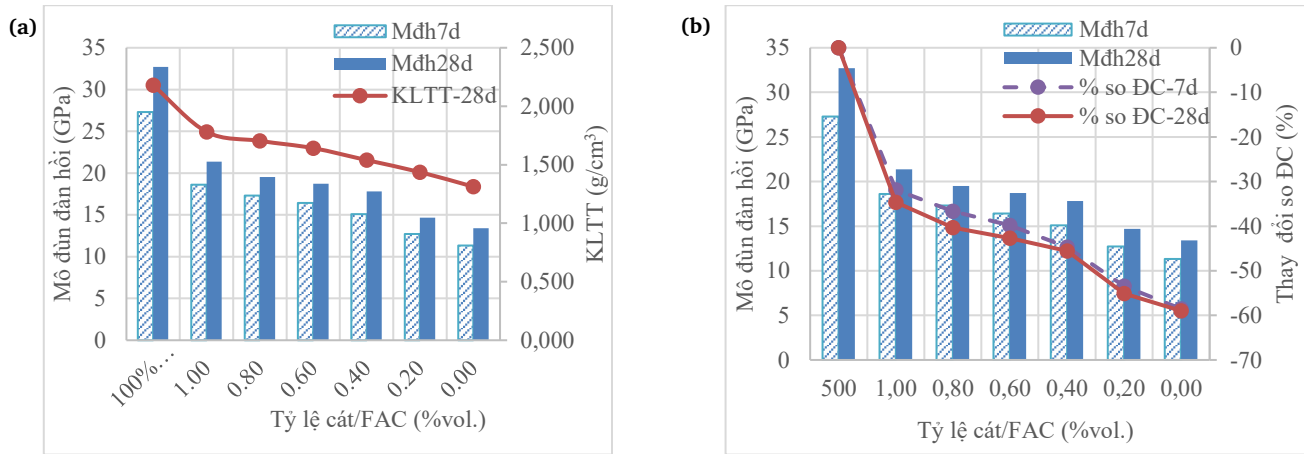 (a)
Mđh7d
Mđh28d
KLTT-28d
35
30
25
20
15
10
5
0
Mô đùn đàn hồi (GPa)
2,500
2,000
1,500
1,000
0,500
0,000
KLTT (g/cm³)
100%…
1.00
0.80
0.60
0.40
0.20
0.00
Tỷ lệ cát/FAC (%vol.)
(b)
Mđh7d
Mđh28d
% so ĐC-7d
% so ĐC-28d
35
30
25
20
15
10
5
0
Mô đùn đàn hồi (GPa)
0
-10
-20
-30
-40
-50
-60
-70
Thay đổi so ĐC (%)
500
1,00
0,80
0,60
0,40
0,20
0,00
Tỷ lệ cát/FAC (%vol.)